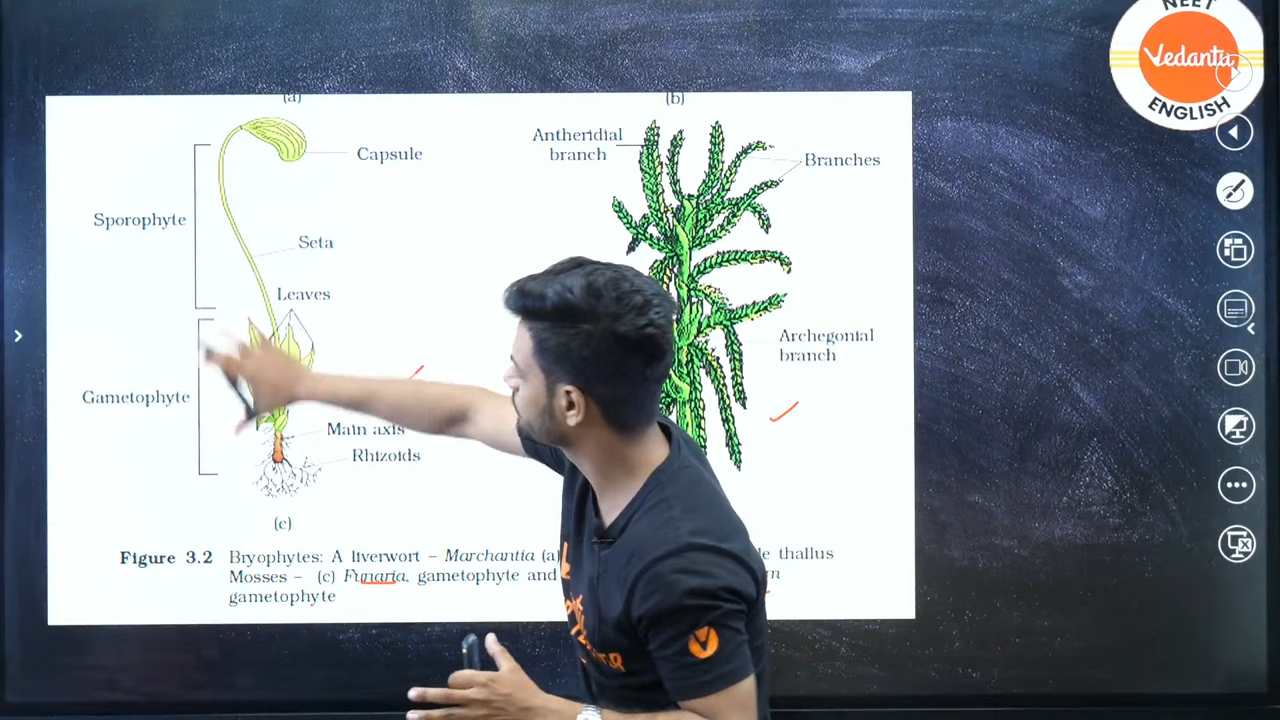 NEET
Vedantu
ENGLISH
(a)
(b)
Capsule
Sporophyte
Seta
Leaves
Gametophyte
Main axis
Rhizoids
(c)
Antheridial
branch
Branches
Archegonial
branch
Figure 3.2 Bryophytes: A liverwort – Marchantia (a) thallus
Mosses – (c) Funaria, gametophyte and
gametophyte
V